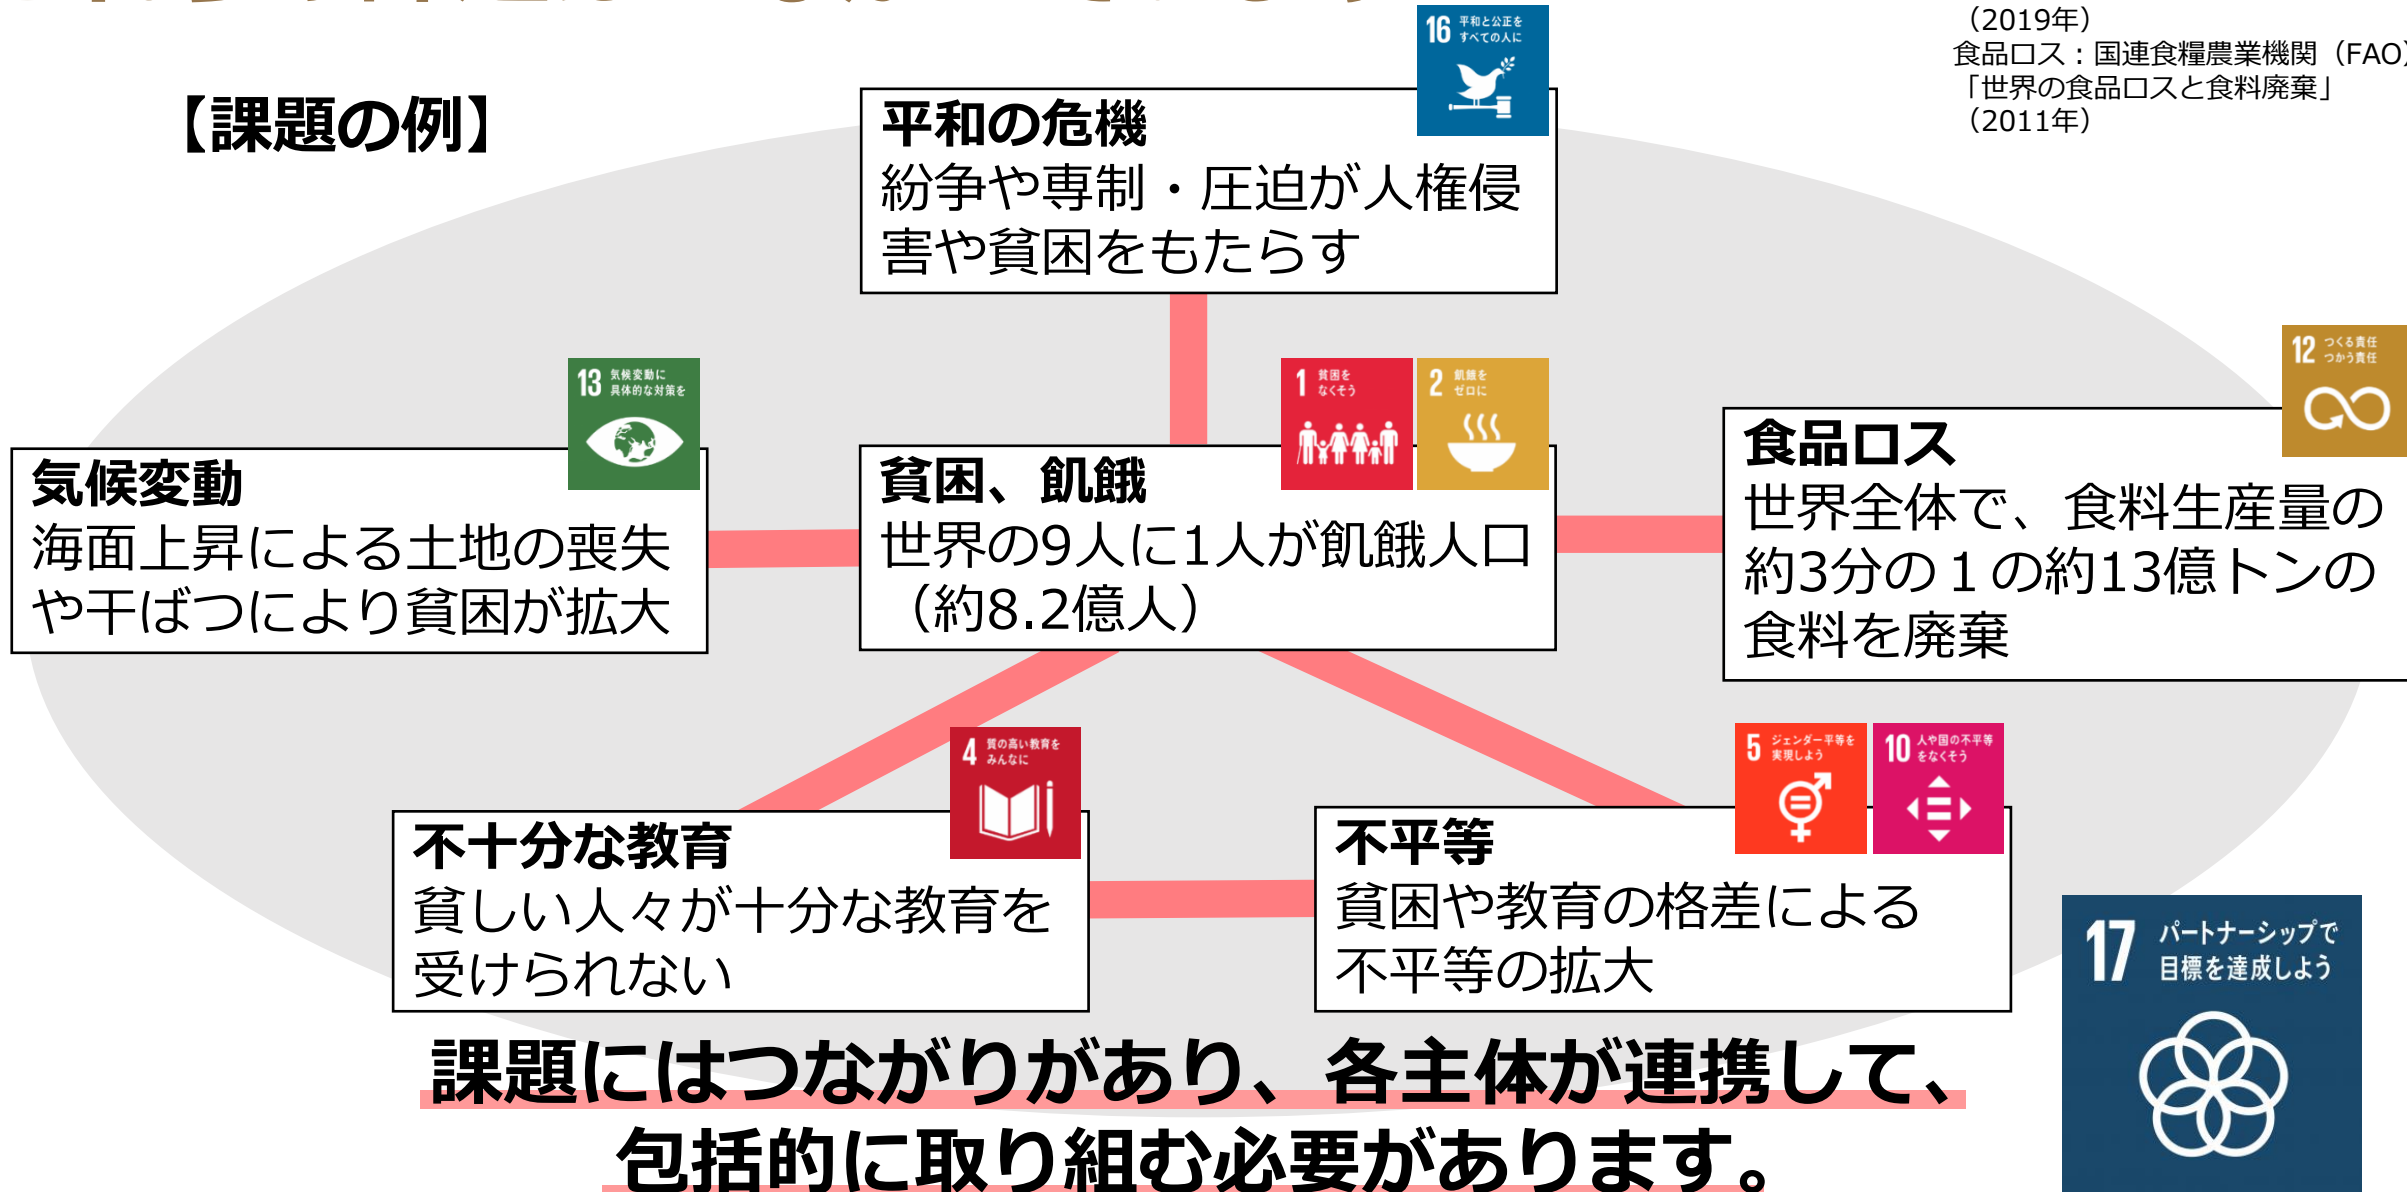 （2019年）
食品ロス：国連食糧農業機関（FAO）
「世界の食品ロスと食料廃棄」
（2011年）
【課題の例】
16 平和と公正を
すべての人に
平和の危機
紛争や専制・圧迫が人権侵
害や貧困をもたらす
13 気候変動に
具体的な対策を
気候変動
海面上昇による土地の喪失
や干ばつにより貧困が拡大
1 貧困を
なくそう
2 飢餓を
ゼロに
貧困、飢餓
世界の9人に1人が飢餓人口
（約8.2億人）
12 つくる責任
つかう責任
食品ロス
世界全体で、食料生産量の
約3分の１の約13億トンの
食料を廃棄
4 質の高い教育を
みんなに
不十分な教育
貧しい人々が十分な教育を
受けられない
5 ジェンダー平等を
実現しよう
10 人や国の不平等
をなくそう
不平等
貧困や教育の格差による
不平等の拡大
17 パートナーシップで
目標を達成しよう
課題にはつながりがあり、各主体が連携して、
包括的に取り組む必要があります。